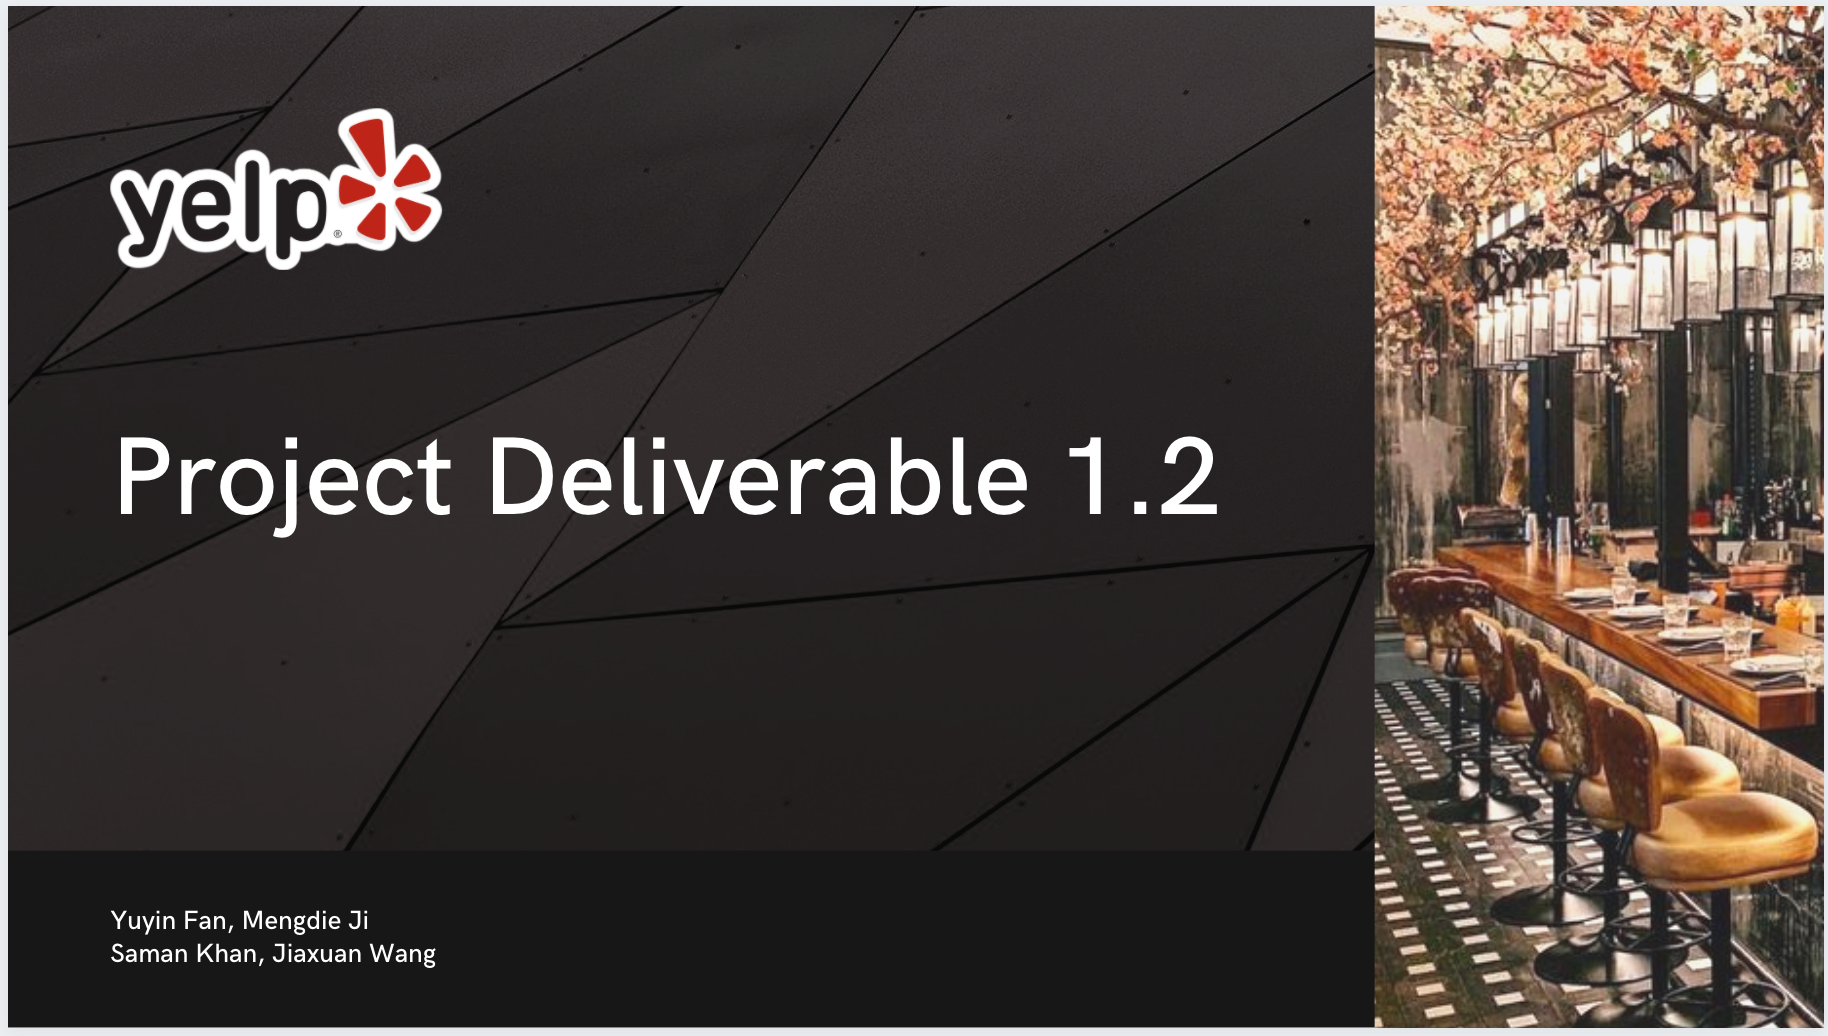 yelp®
Project Deliverable 1.2
Yuyin Fan, Mengdie Ji
Saman Khan, Jiaxuan Wang